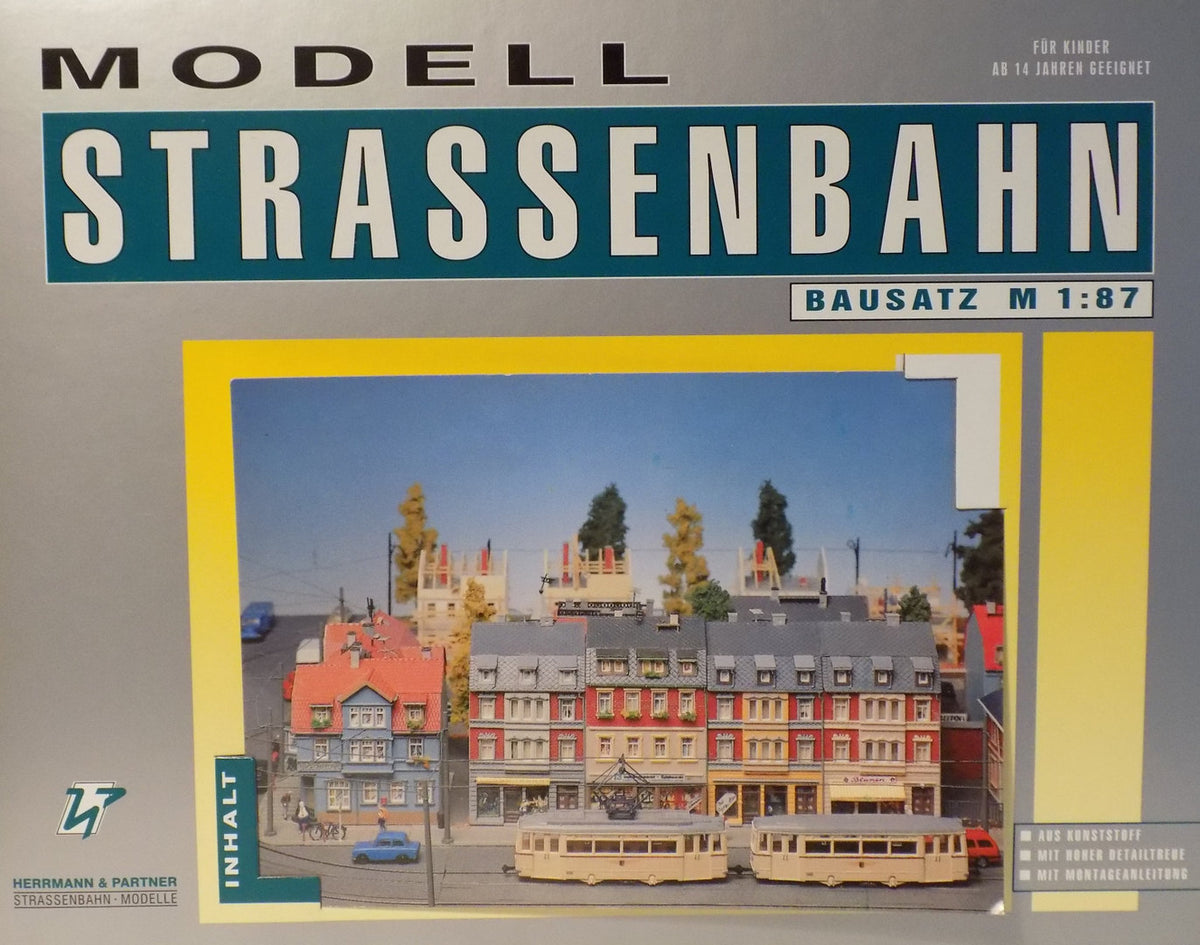 MODELL
FÜR KINDER
AB 14 JAHREN GEEIGNET
STRASSENBAHN
BAUSATZ M 1:87
Blumen
INHALT
AUS KUNSTSTOFF
MIT HOHER DETAILTREUE
MIT MONTAGEANLEITUNG
HERRMANN & PARTNER
STRASSENBAHN · MODELLE